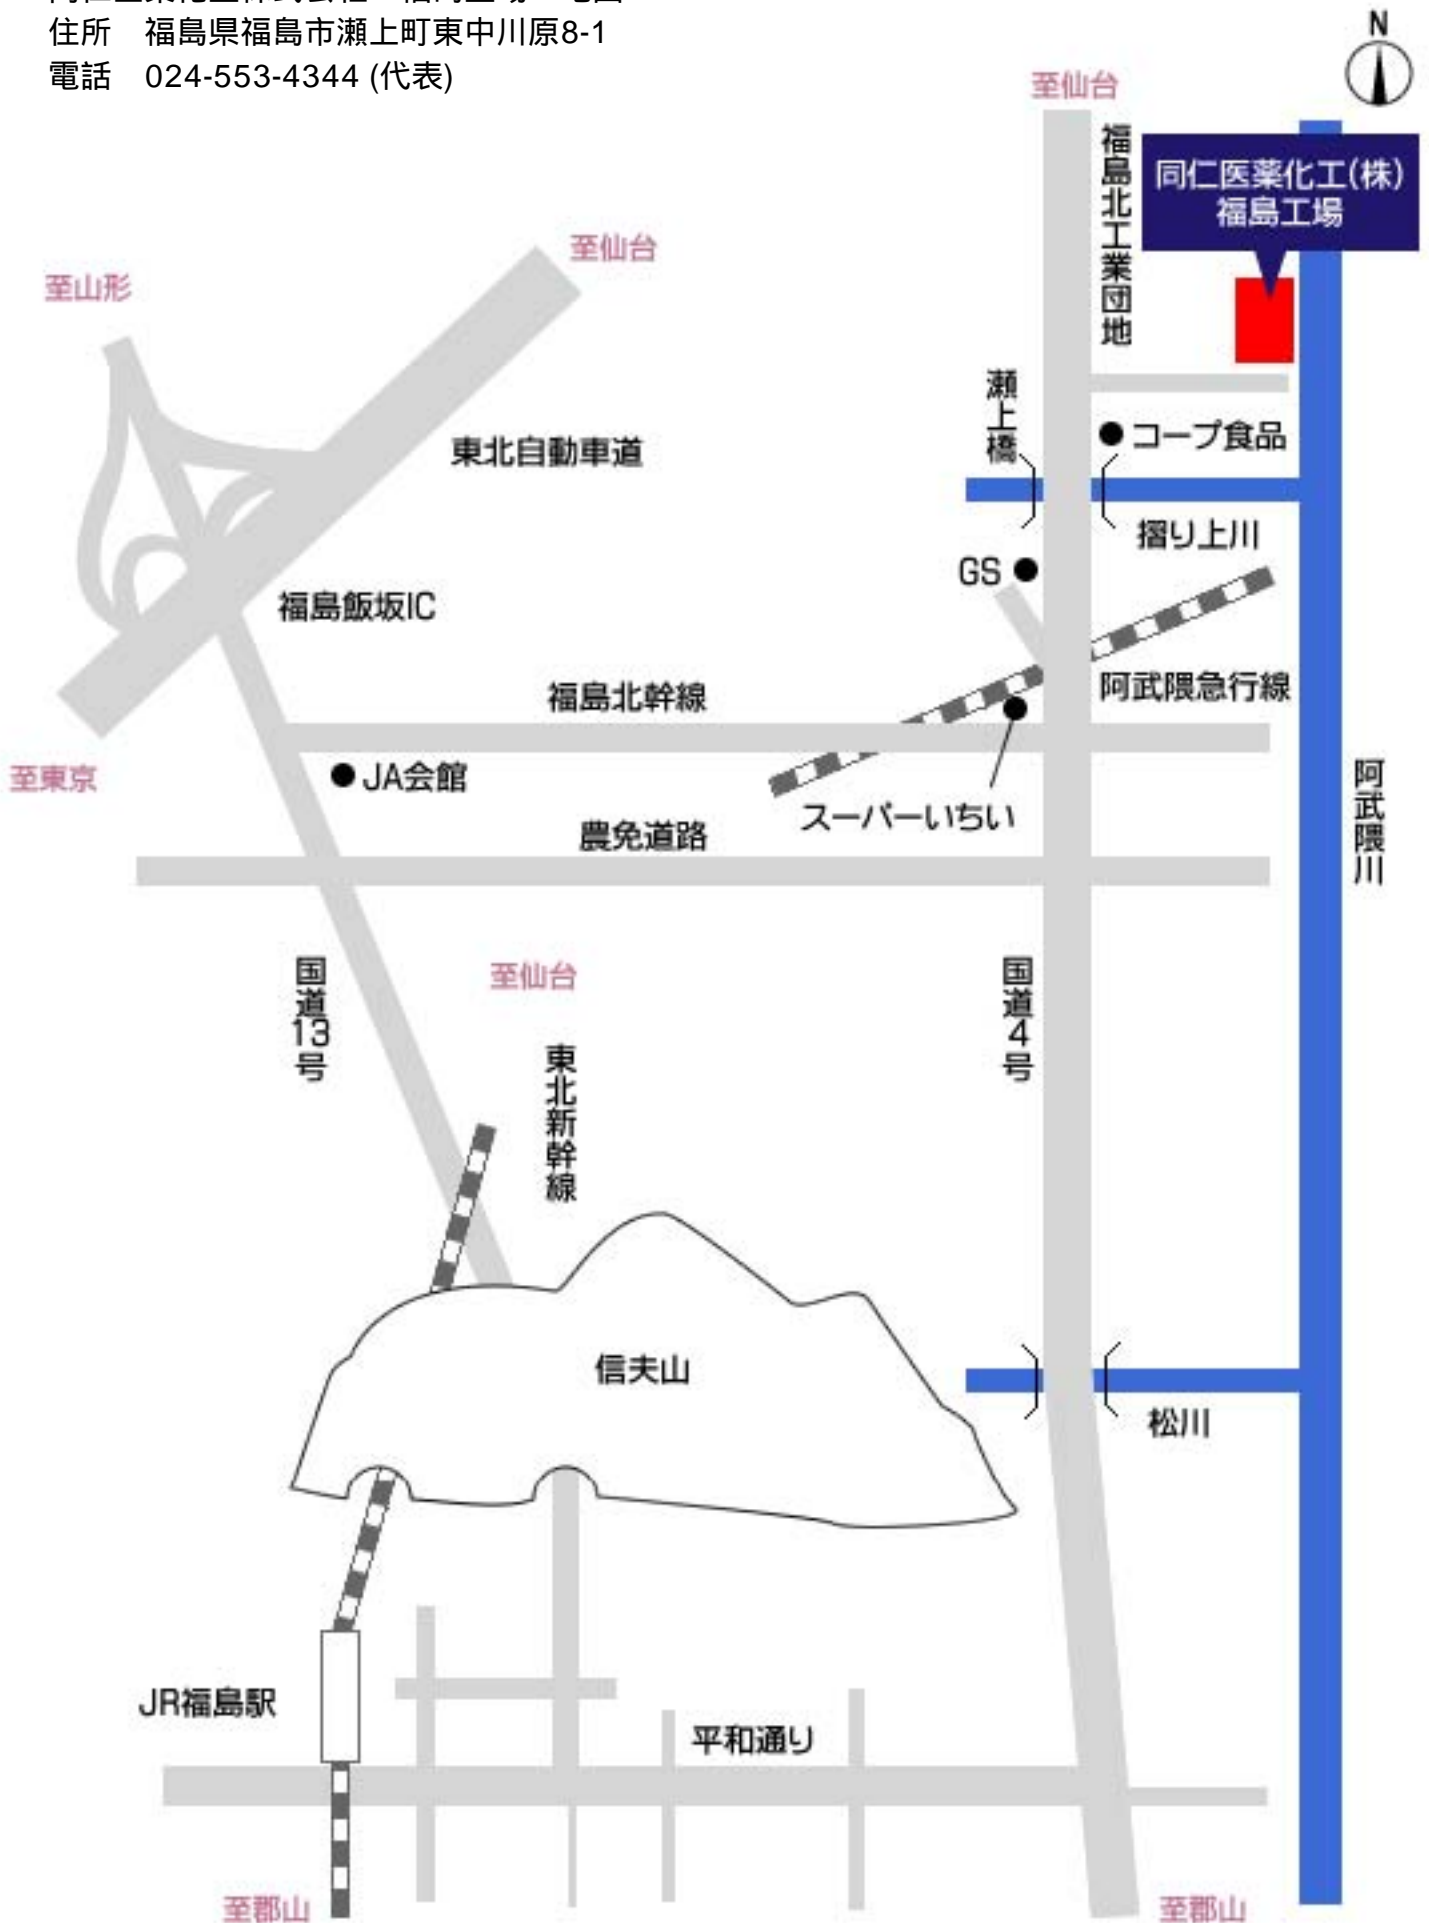 住所　福島県福島市瀬上町東中川原8-1
電話　024-553-4344 (代表)
N
至仙台
福島北工業団地
同仁医薬化工(株)
福島工場
至仙台
至山形
瀬上橋
コープ食品
東北自動車道
摺り上川
GS
福島飯坂IC
阿武隈急行線
福島北幹線
至東京
JA会館
阿武隈川
スーパーいちい
農免道路
国道13号
至仙台
国道4号
東北新幹線
信夫山
松川
JR福島駅
平和通り
至郡山
至郡山